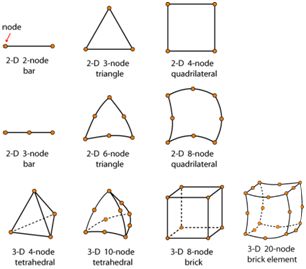 node
2-D 2-node
bar
2-D 3-node
triangle
2-D 4-node
quadrilateral
2-D 3-node
bar
2-D 6-node
triangle
2-D 8-node
quadrilateral
3-D 4-node
tetrahedral
3-D 10-node
tetrahedral
3-D 8-node
brick
3-D 20-node
brick element